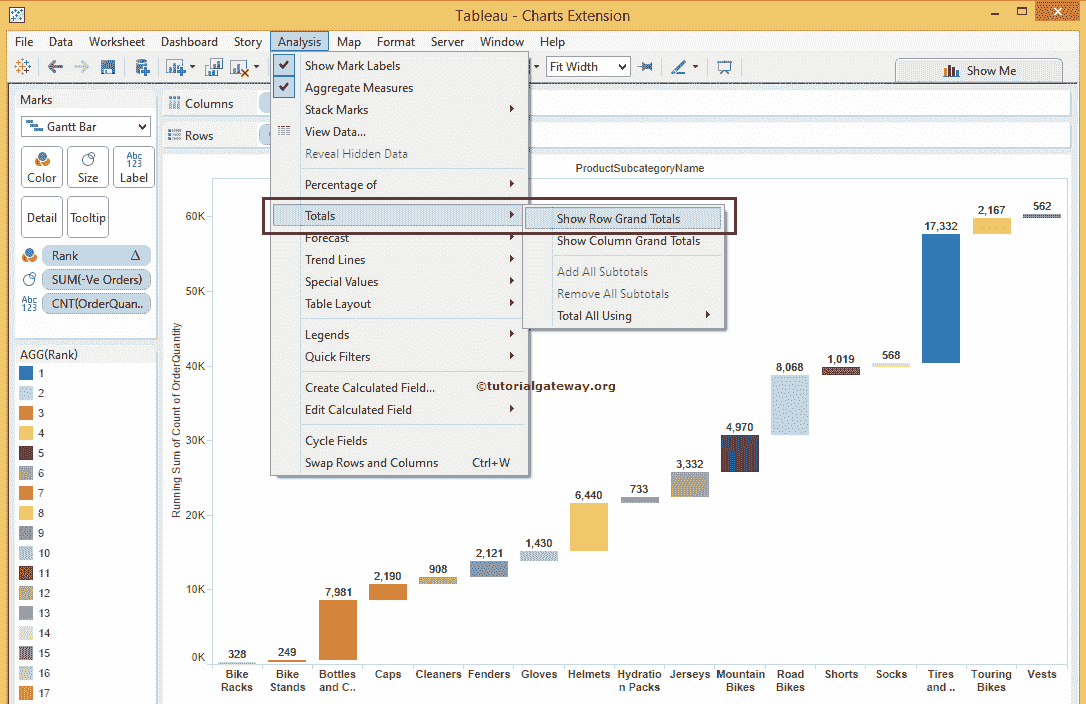 Tableau - Charts Extension
File Data Worksheet Dashboard Story Analysis Map Format Server Window Help
Fit Width
Show Me
Marks
Gantt Bar
Color
Size
Abc
123
Label
Detail
Tooltip
Rank Δ
SUM(-Ve Orders)
Abc
123
CNT(OrderQuan..
AGG(Rank)
1
2
3
4
5
6
7
8
9
10
11
12
13
14
15
16
17
Columns
Rows
Show Mark Labels
Aggregate Measures
Stack Marks
View Data...
Reveal Hidden Data
Percentage of
Totals
Forecast
Trend Lines
Special Values
Table Layout
Legends
Quick Filters
Create Calculated Field...
Edit Calculated Field
Cycle Fields
Swap Rows and Columns Ctrl+W
Show Row Grand Totals
Show Column Grand Totals
Add All Subtotals
Remove All Subtotals
Total All Using
©tutorialgateway.org
ProductSubcategoryName
Running Sum of Count of OrderQuantity
60K
50K
40K
30K
20K
10K
0K
328
249
7,981
2,190
908
2,121
1,430
6,440
733
3,332
4,970
8,068
1,019
568
17,332
2,167
562
Bike
Racks
Bike
Stands
Bottles
and C..
Caps
Cleaners
Fenders
Gloves
Helmets
Hydratio
n Packs
Jerseys
Mountain
Bikes
Road
Bikes
Shorts
Socks
Tires
and ..
Touring
Bikes
Vests